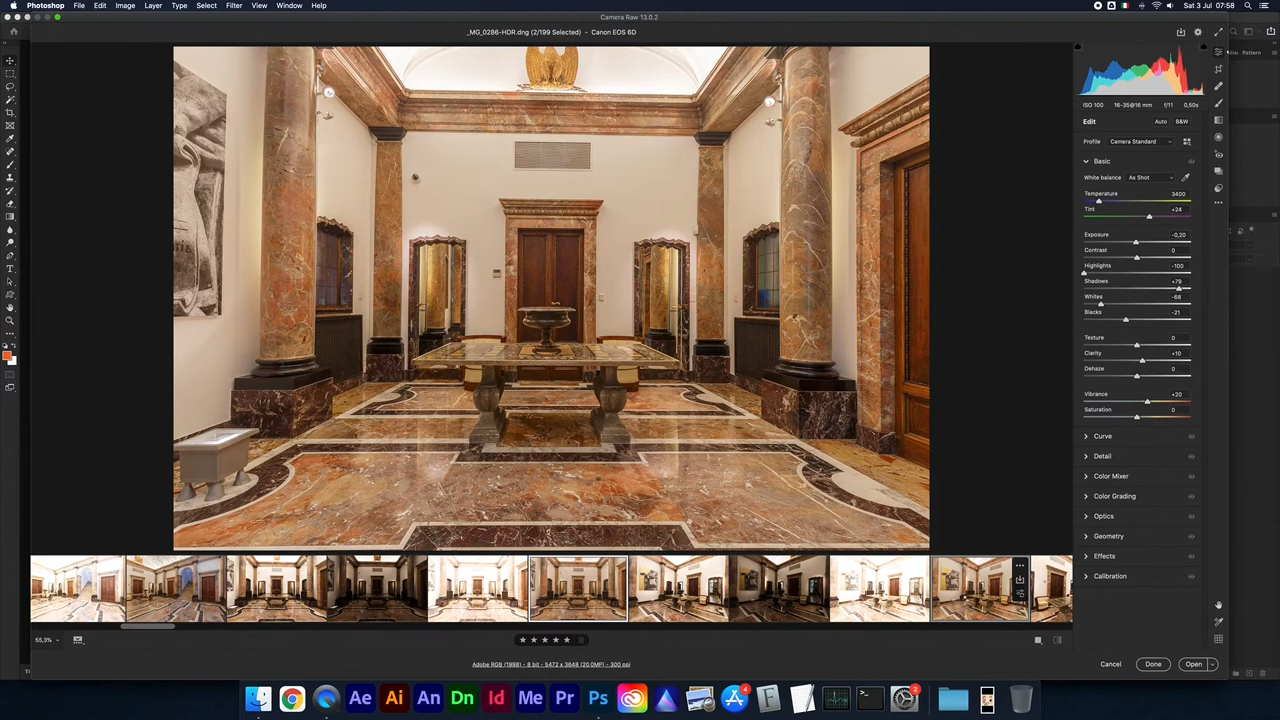 Photoshop File Edit Image Layer Type Select Filter View Window Help
Sat 3 Jul 07:58
Camera Raw 13.0.2
_MG_0286-HDR.dng (2/199 Selected) - Canon EOS 6D
Pattern
ISO 100 16-35@16 mm f/11 0,50s
Edit Auto B&W
Profile Camera Standard
Basic
White balance As Shot
Temperature 3400
Tint +24
Exposure -0,20
Contrast 0
Highlights -100
Shadows +79
Whites -68
Blacks -21
Texture 0
Clarity +10
Dehaze 0
Vibrance +20
Saturation 0
Curve
Detail
Color Mixer
Color Grading
Optics
Geometry
Effects
Calibration
55,3%
Adobe RGB (1998) - 8 bit - 5472 x 3648 (20.0MP) - 300 ppi
Cancel Done Open
Ae Ai An Dn Id Me Pr Ps 4 F >_ 2